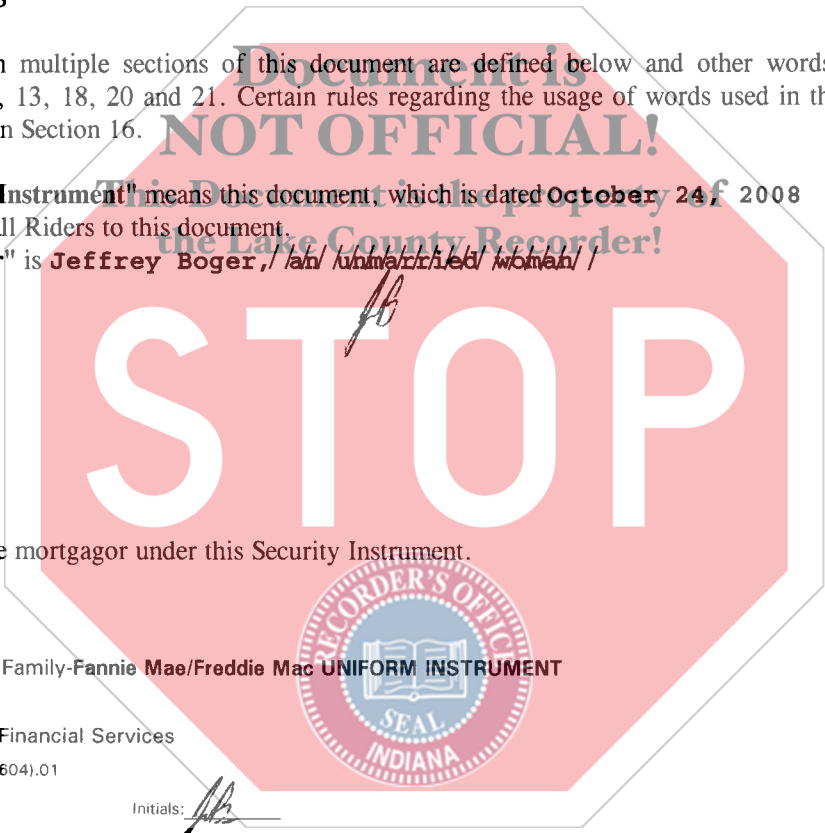 n multiple sections of this document are defined below and other words
, 13, 18, 20 and 21. Certain rules regarding the usage of words used in th
n Section 16.
Document is
NOT OFFICIAL!
This Document is the property of
the Lake County Recorder!
Instrument" means this document, which is dated October 24, 2008
ll Riders to this document.
" is Jeffrey Boger, an unmarried woman
JB
STOP
e mortgagor under this Security Instrument.
RECORDER'S OFFICE
SEAL
INDIANA
Family-Fannie Mae/Freddie Mac UNIFORM INSTRUMENT
Financial Services
604).01
Initials: JB